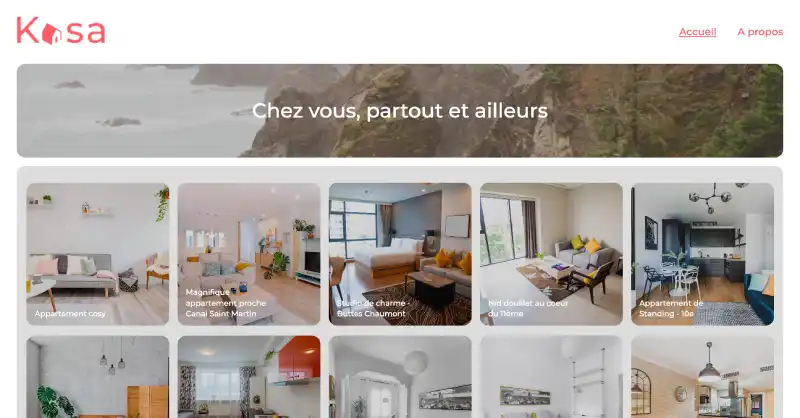 Kasa
Accueil
A propos
Chez vous, partout et ailleurs
Appartement cosy
Magnifique
appartement proche
Canal Saint Martin
Studio de charme -
Buttes Chaumont
Nid douillet au coeur
du 11ème
Appartement de
Standing - 10e